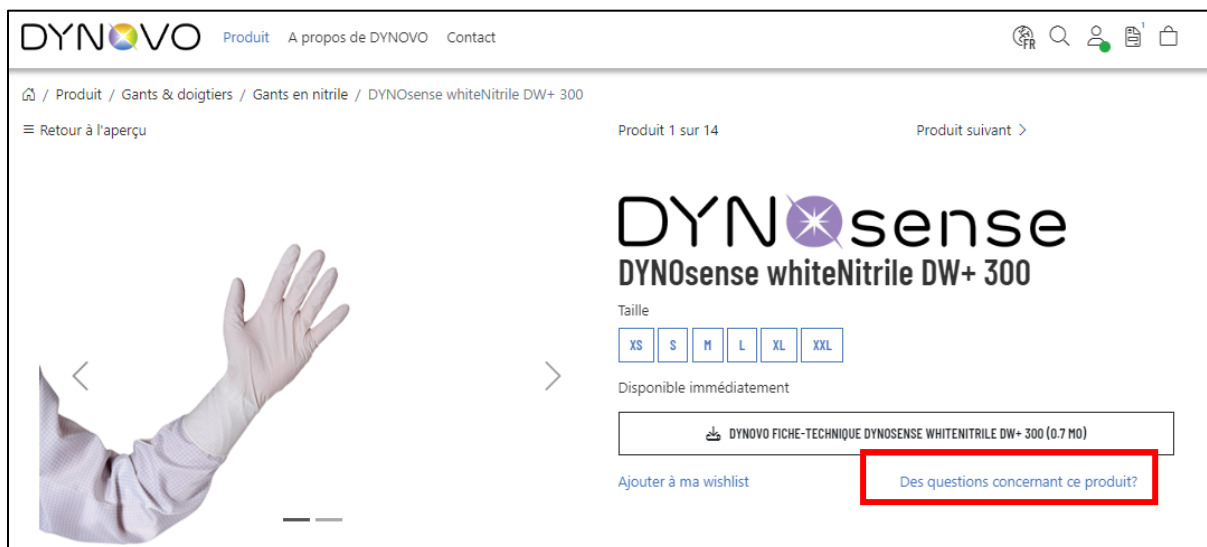 DYNOVO Produit A propos de DYNOVO Contact FR 1
/ Produit / Gants & doigtiers / Gants en nitrile / DYNOsense whiteNitrile DW+ 300
Retour à l'aperçu Produit 1 sur 14 Produit suivant
DYNOsense
DYNOsense whiteNitrile DW+ 300
Taille
XS S M L XL XXL
Disponible immédiatement
DYNOVO FICHE-TECHNIQUE DYNOSENSE WHITENITRILE DW+ 300 (0.7 MO)
Ajouter à ma wishlist Des questions concernant ce produit?